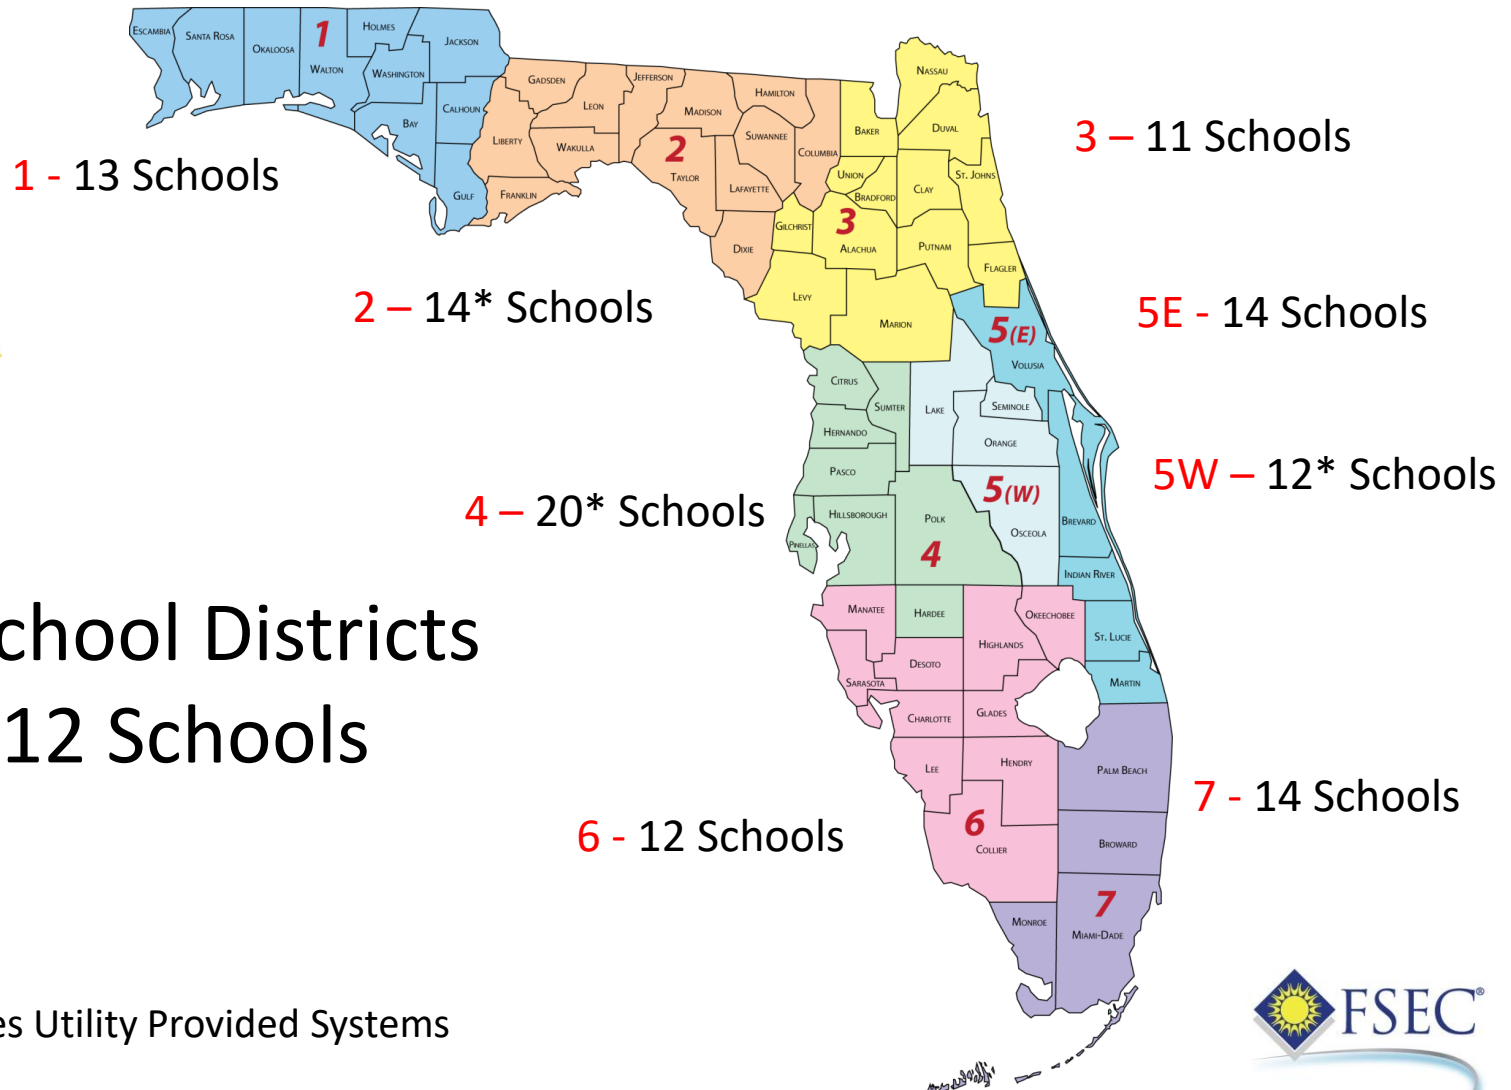 ESCAMBIA
SANTA ROSA
OKALOOSA
1
WALTON
HOLMES
WASHINGTON
JACKSON
CALHOUN
BAY
GULF
GADSDEN
LIBERTY
FRANKLIN
LEON
WAKULLA
JEFFERSON
MADISON
2
TAYLOR
HAMILTON
SUWANNEE
LAFAYETTE
DIXIE
COLUMBIA
NASSAU
BAKER
DUVAL
UNION
BRADFORD
CLAY
ST. JOHNS
GILCHRIST
3
ALACHUA
PUTNAM
FLAGLER
LEVY
MARION
5(E)
VOLUSIA
CITRUS
SUMTER
LAKE
SEMINOLE
HERNANDO
ORANGE
PASCO
5(W)
HILLSBOROUGH
POLK
OSCEOLA
BREVARD
PINELLAS
4
INDIAN RIVER
MANATEE
HARDEE
OKEECHOBEE
HIGHLANDS
ST. LUCIE
DESOTO
SARASOTA
MARTIN
CHARLOTTE
GLADES
LEE
HENDRY
PALM BEACH
6
COLLIER
BROWARD
7
MONROE
MIAMI-DADE
1 - 13 Schools
2 – 14* Schools
3 – 11 Schools
5E - 14 Schools
5W – 12* Schools
4 – 20* Schools
chool Districts
12 Schools
7 - 14 Schools
6 - 12 Schools
es Utility Provided Systems
FSEC®